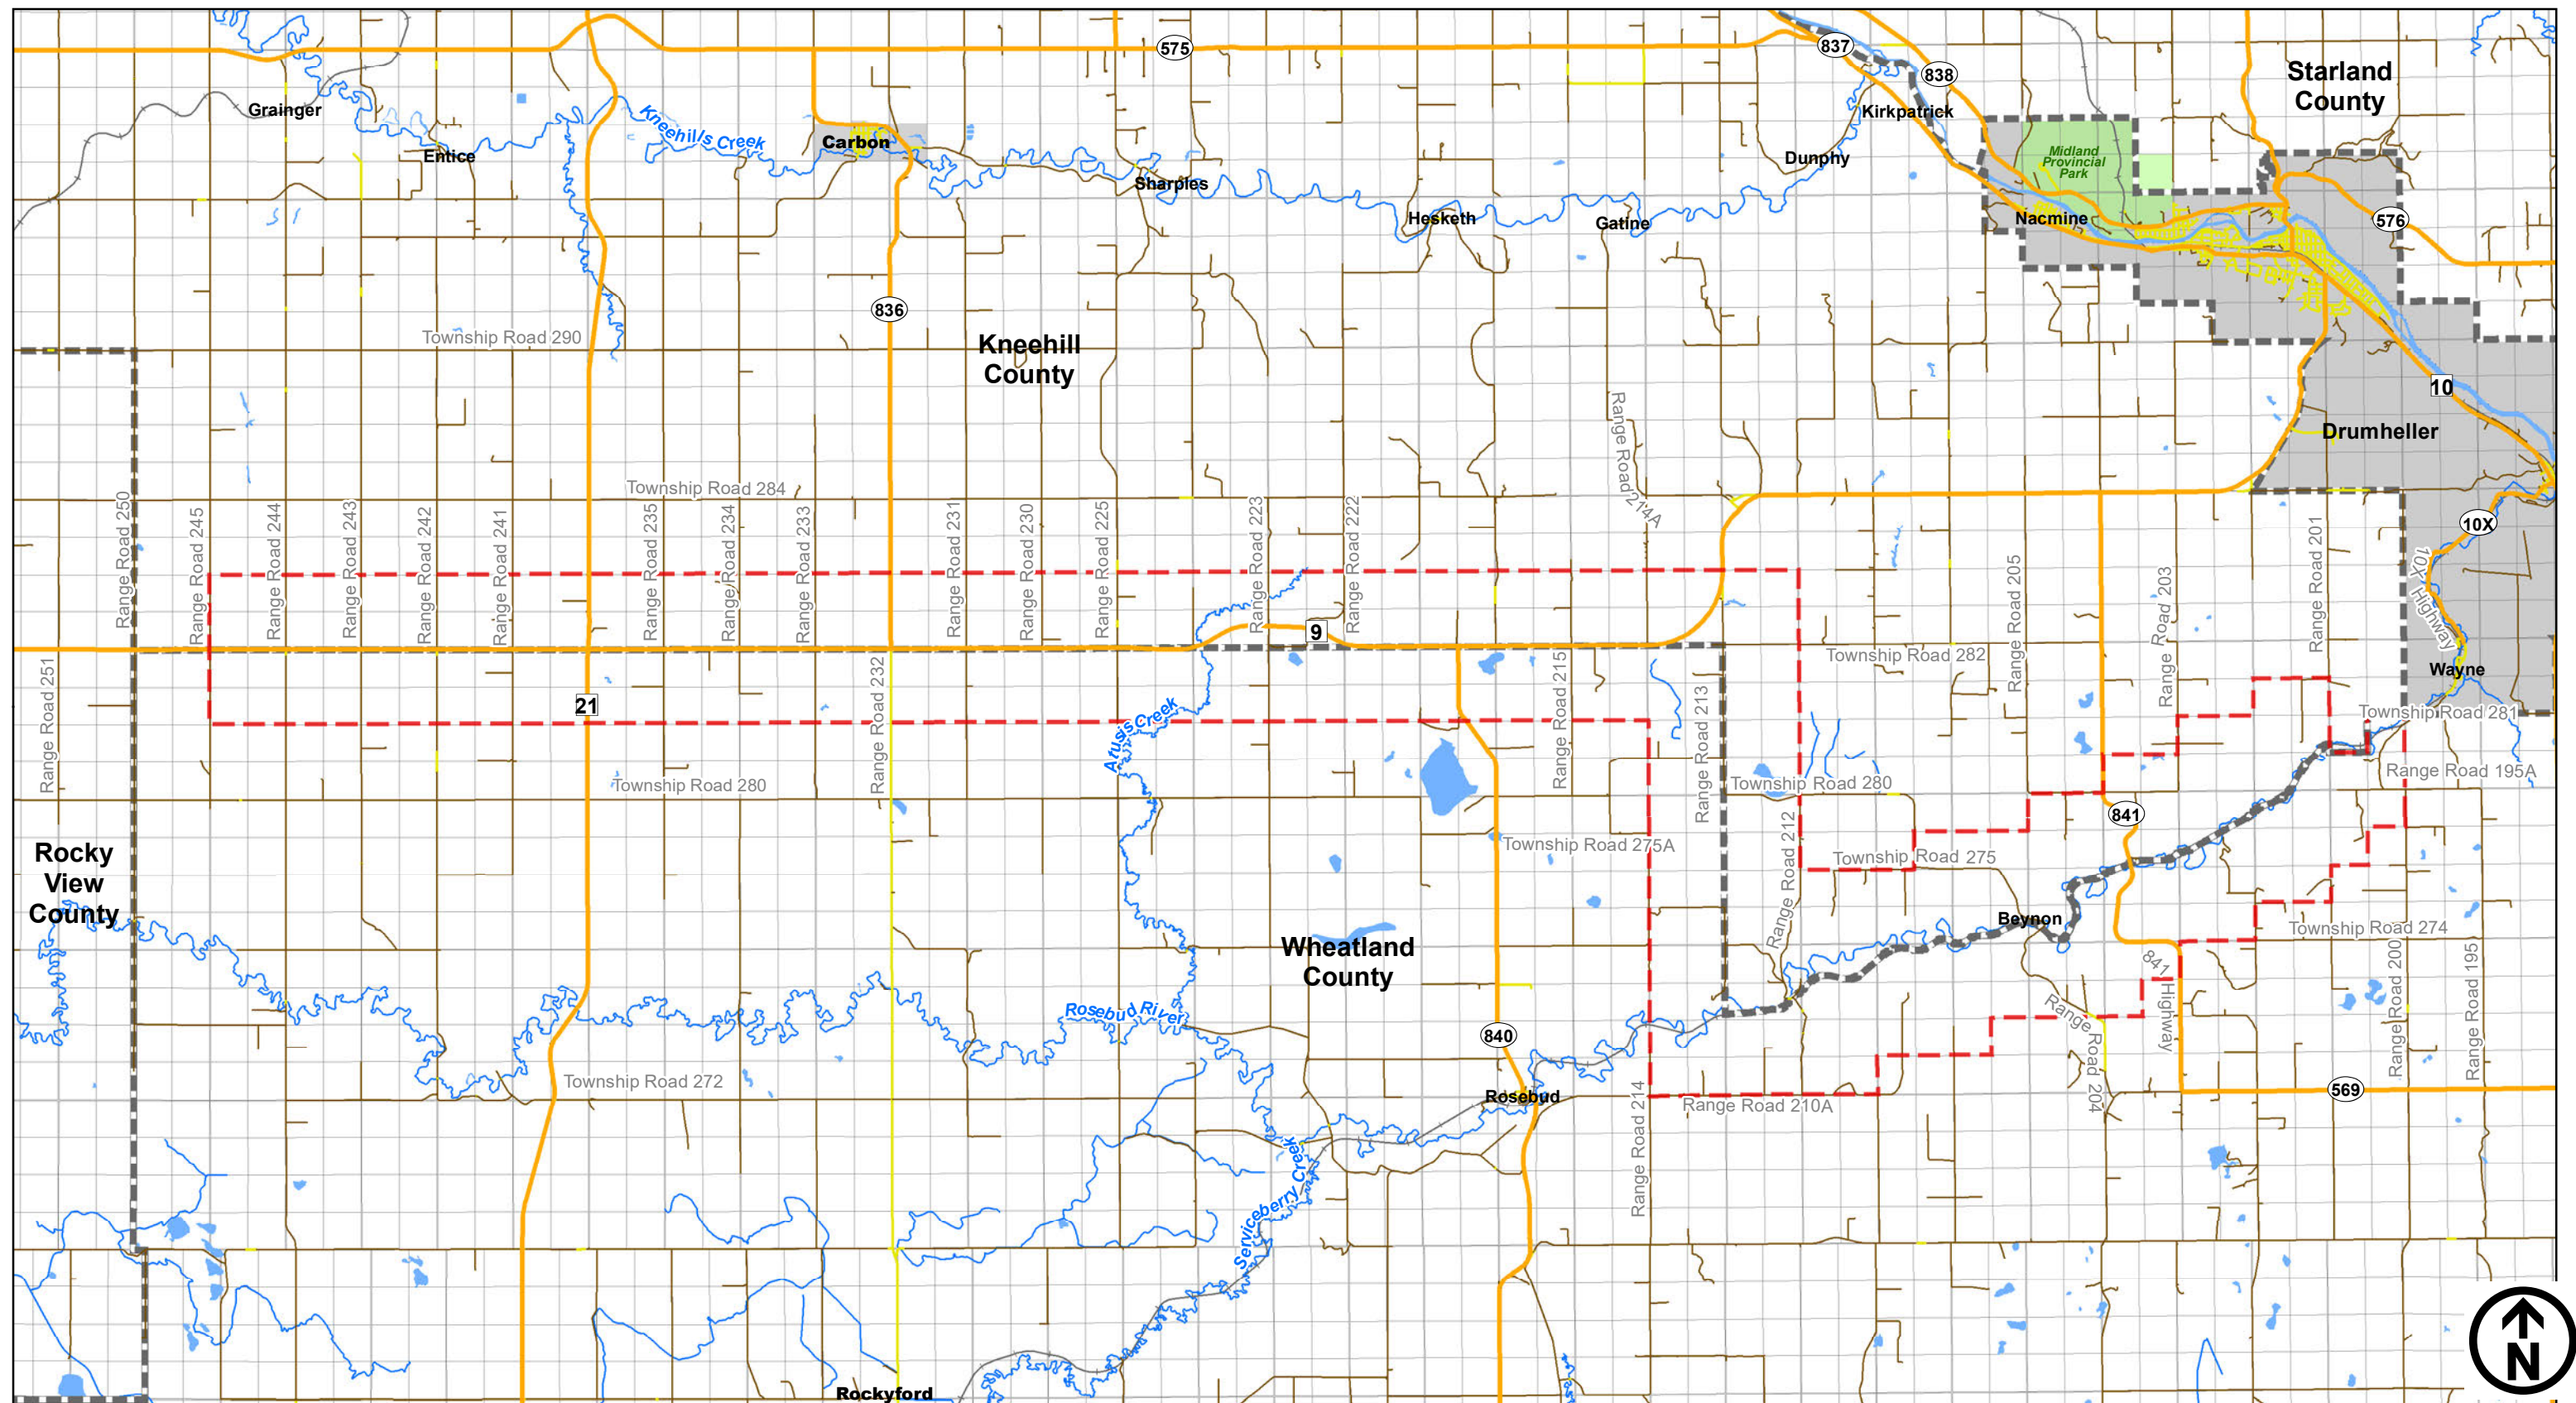 575
837
838
Starland
County
Grainger
Kneehills Creek
Carbon
Kirkpatrick
Entice
Dunphy
Midland
Provincial
Park
Sharples
Hesketh
Gatine
Nacmine
576
836
Township Road 290
Kneehill
County
10
Drumheller
Range Road 214A
Township Road 284
Range Road 250
Range Road 245
Range Road 244
Range Road 243
Range Road 242
Range Road 241
Range Road 235
Range Road 234
Range Road 233
Range Road 231
Range Road 230
Range Road 225
Range Road 223
Range Road 222
10X
10X Highway
Range Road 205
Range Road 203
Range Road 201
9
Township Road 282
Wayne
Range Road 251
21
Range Road 232
Arusis Creek
Range Road 215
Range Road 213
Township Road 281
Range Road 195A
Township Road 280
Township Road 280
841
Rocky
View
County
Township Road 275A
Range Road 212
Township Road 275
Beynon
Township Road 274
Wheatland
County
841 Highway
Range Road 200
Range Road 195
Rosebud River
840
Range Road 204
Township Road 272
Rosebud
Range Road 214
Range Road 210A
569
Serviceberry Creek
Rockyford
N